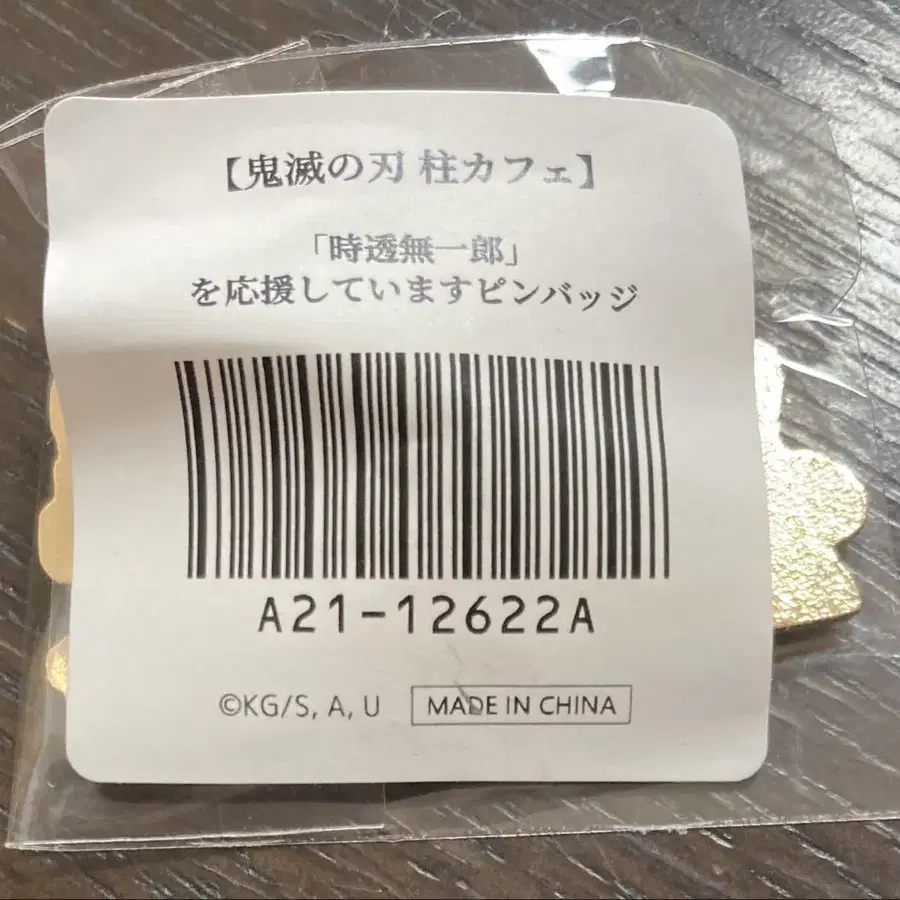 【鬼滅の刃 柱カフェ】
「時透無一郎」
を応援していますピンバッジ
A21-12622A
©KG/S, A, U
MADE IN CHINA